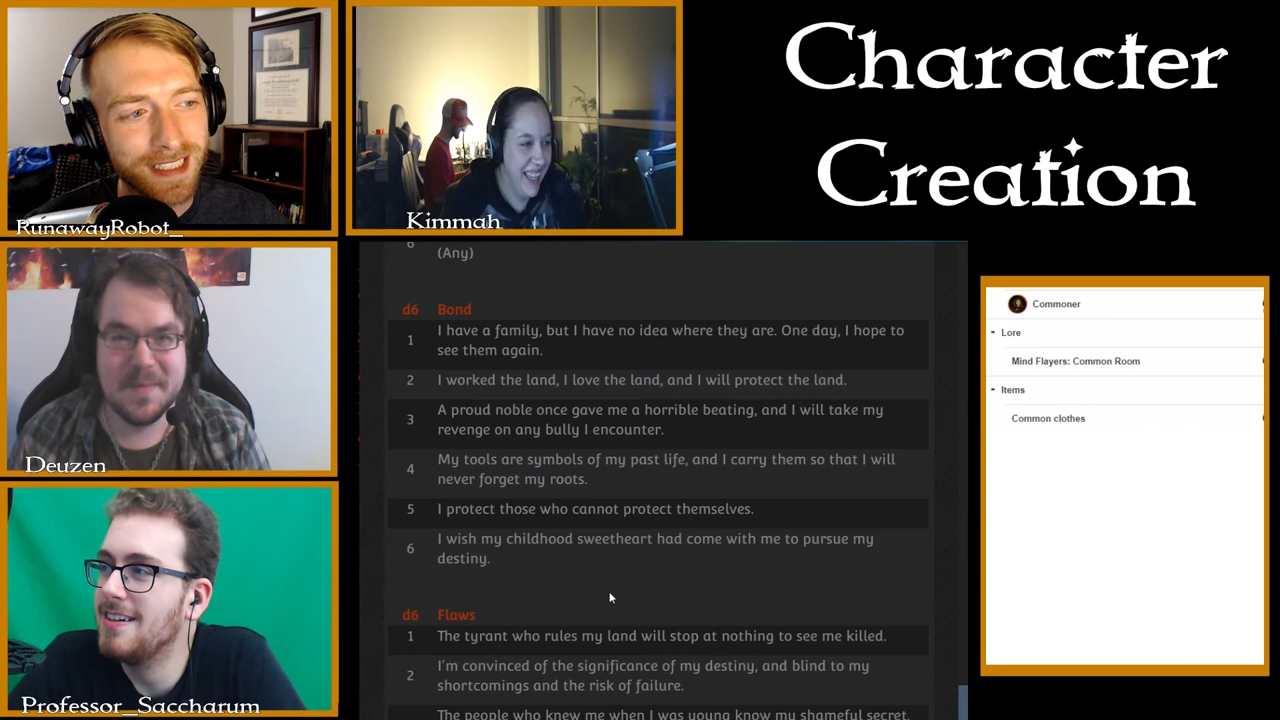 Character
Creation
RunawayRobot_
Kimmah
Deuzen
Professor_Saccharum
6
(Any)
d6 Bond
1 I have a family, but I have no idea where they are. One day, I hope to
see them again.
2 I worked the land, I love the land, and I will protect the land.
3 A proud noble once gave me a horrible beating, and I will take my
revenge on any bully I encounter.
4 My tools are symbols of my past life, and I carry them so that I will
never forget my roots.
5 I protect those who cannot protect themselves.
6 I wish my childhood sweetheart had come with me to pursue my
destiny.
d6 Flaws
1 The tyrant who rules my land will stop at nothing to see me killed.
2 I'm convinced of the significance of my destiny, and blind to my
shortcomings and the risk of failure.
The people who knew me when I was young know my shameful secret,
Commoner
Lore
Mind Flayers: Common Room
Items
Common clothes